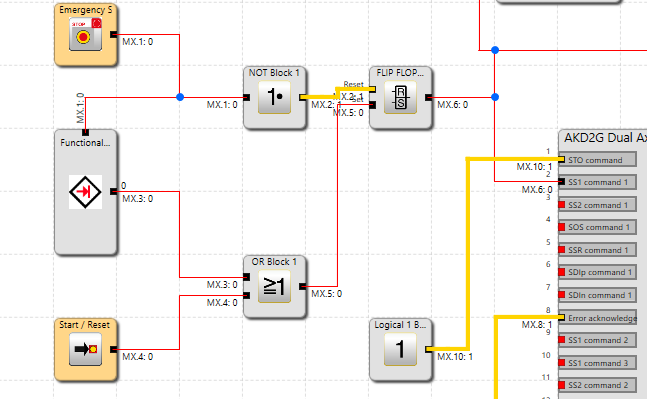 Emergency S
STOP
MX.1: 0
MX.1: 0
NOT Block 1
1
MX.1: 0
MX.2: 1
Reset
MX.2: 1
Set
MX.5: 0
FLIP FLOP...
R
S
MX.6: 0
Functional...
0
MX.3: 0
OR Block 1
≥1
MX.3: 0
MX.4: 0
MX.5: 0
Start / Reset
MX.4: 0
Logical 1 B...
1
MX.10: 1
AKD2G Dual Ax
1
STO command
MX.10: 1
2
SS1 command 1
MX.6: 0
3
SS2 command 1
4
SOS command 1
5
SSR command 1
6
SDIp command 1
7
SDIn command 1
8
Error acknowledge
MX.8: 1
9
SS1 command 2
10
SS1 command 3
11
SS2 command 2